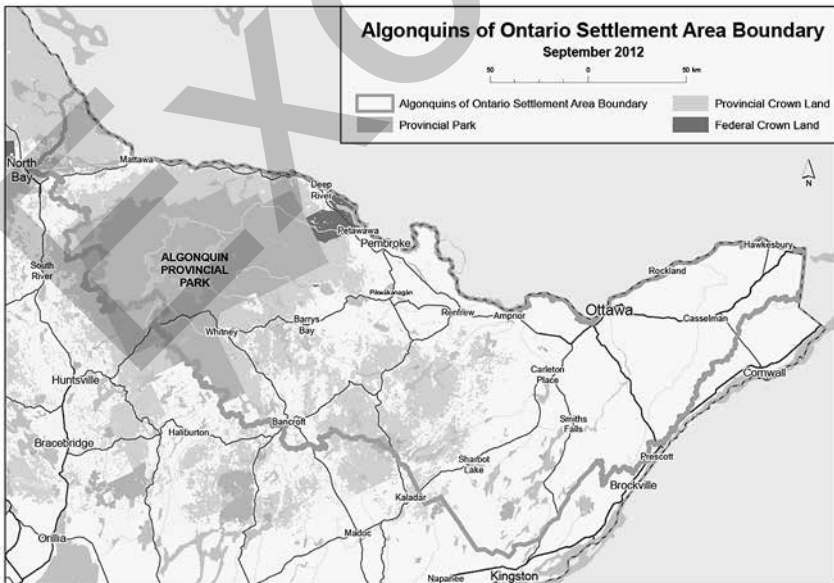 Algonquins of Ontario Settlement Area Boundary
September 2012
50 0 50 km
Algonquins of Ontario Settlement Area Boundary
Provincial Crown Land
Provincial Park
Federal Crown Land
N
North
Bay
Mattawa
Deep
River
Petawawa
Pembroke
Hawkesbury
Rockland
ALGONQUIN
PROVINCIAL
PARK
South
River
Pikwàkanagàn
Renfrew
Arnprior
Ottawa
Casselman
Whitney
Barrys
Bay
Huntsville
Carleton
Place
Cornwall
Bancroft
Smiths
Falls
Bracebridge
Haliburton
Sharbot
Lake
Prescott
Brockville
Kaladar
Orillia
Madoc
Napanee
Kingston